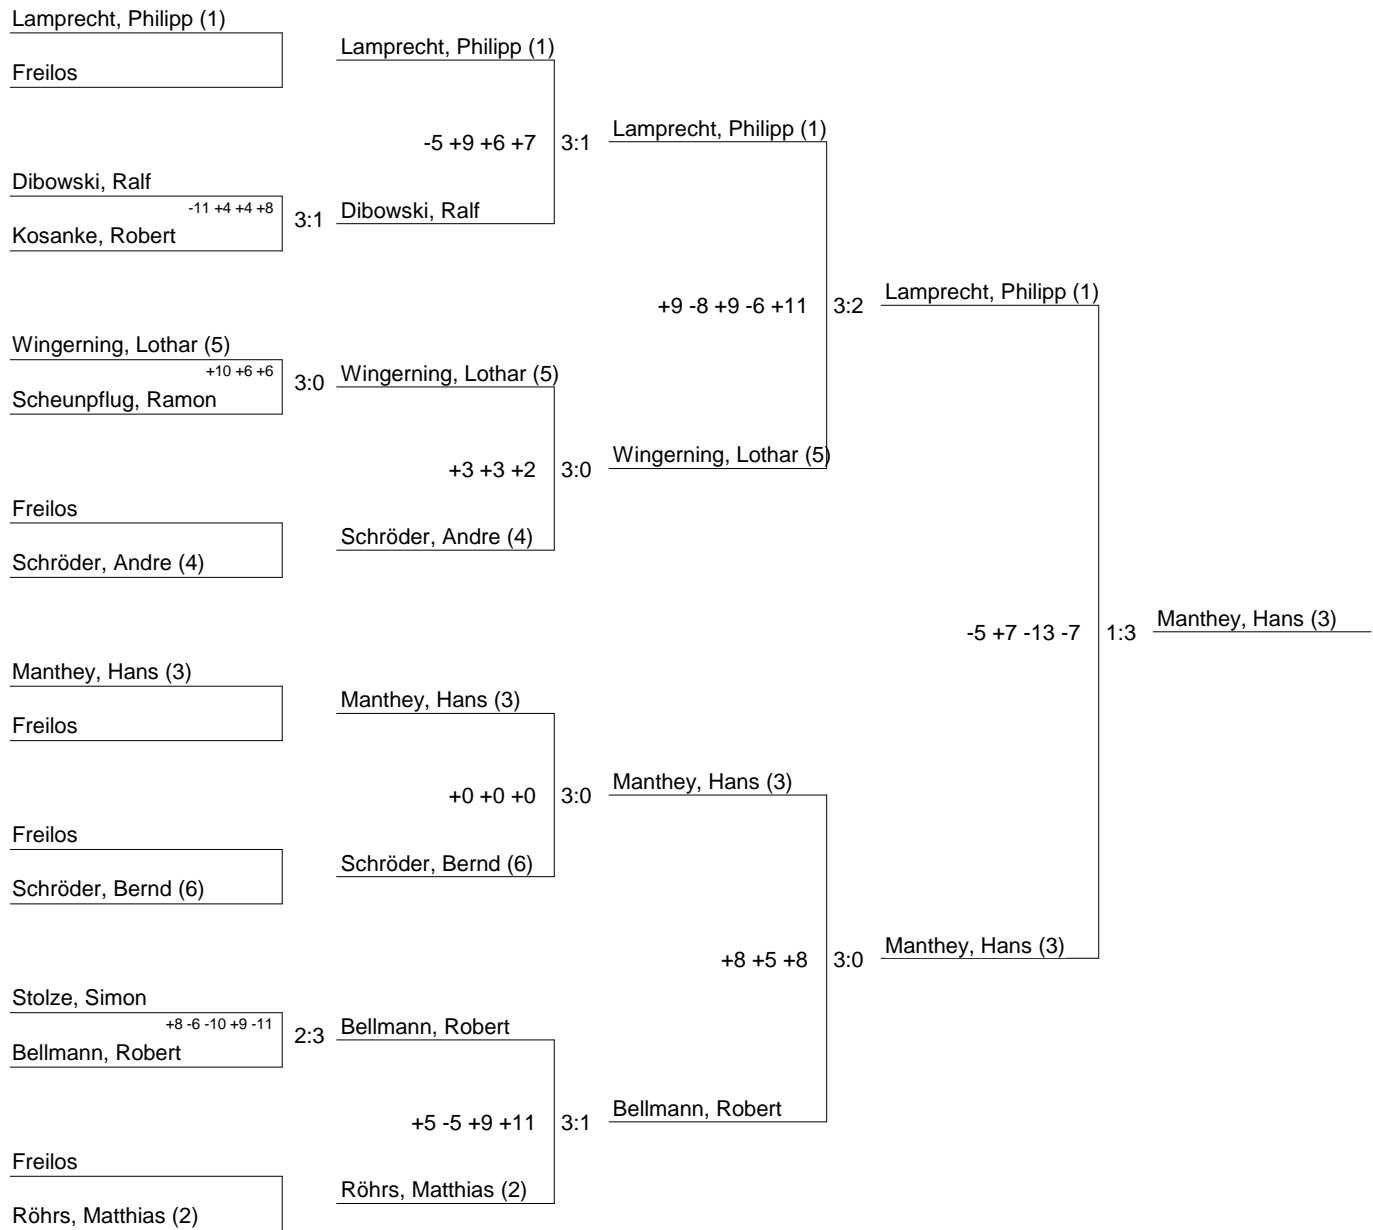 Lamprecht, Philipp (1)
Freilos
Dibowski, Ralf
-11 +4 +4 +8
3:1
Kosanke, Robert
Wingerning, Lothar (5)
+10 +6 +6
3:0
Scheunpflug, Ramon
Freilos
Schröder, Andre (4)
Manthey, Hans (3)
Freilos
Freilos
Schröder, Bernd (6)
Stolze, Simon
+8 -6 -10 +9 -11
2:3
Bellmann, Robert
Freilos
Röhrs, Matthias (2)
Lamprecht, Philipp (1)
-5 +9 +6 +7
3:1
Dibowski, Ralf
Wingerning, Lothar (5)
+3 +3 +2
3:0
Schröder, Andre (4)
Manthey, Hans (3)
+0 +0 +0
3:0
Schröder, Bernd (6)
Bellmann, Robert
+5 -5 +9 +11
3:1
Röhrs, Matthias (2)
Lamprecht, Philipp (1)
+9 -8 +9 -6 +11
3:2
Wingerning, Lothar (5)
Manthey, Hans (3)
+8 +5 +8
3:0
Bellmann, Robert
Lamprecht, Philipp (1)
-5 +7 -13 -7
1:3
Manthey, Hans (3)
Manthey, Hans (3)